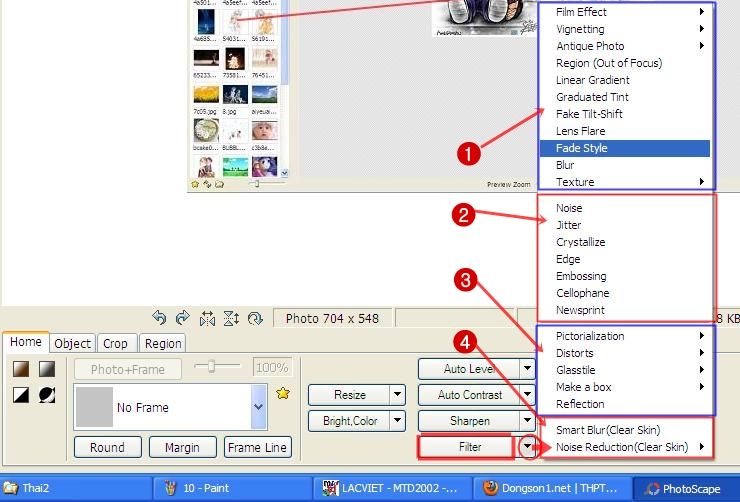 4a501... 4a5eef... 4a5eef...
4a685... 54031... 56191...
65233... 73581... 76451...
7c05.jpg 8.jpg aiyeuai...
bcake0... BUBBL... c3b8e...
Preview Zoom
Film Effect
Vignetting
Antique Photo
Region (Out of Focus)
Linear Gradient
Graduated Tint
Fake Tilt-Shift
Lens Flare
Fade Style
Blur
Texture
1
Noise
Jitter
Crystallize
Edge
Embossing
Cellophane
Newsprint
2
Pictorialization
Distorts
Glasstile
Make a box
Reflection
3
Smart Blur(Clear Skin)
Noise Reduction(Clear Skin)
4
Photo 704 x 548
.8 KB
Home Object Crop Region
Photo+Frame 100%
No Frame
Round Margin Frame Line
Auto Level
Resize Auto Contrast
Bright,Color Sharpen
Filter
Thai2 10 - Paint LACVIET - MTD2002 -... Dongson1.net | THPT... PhotoScape